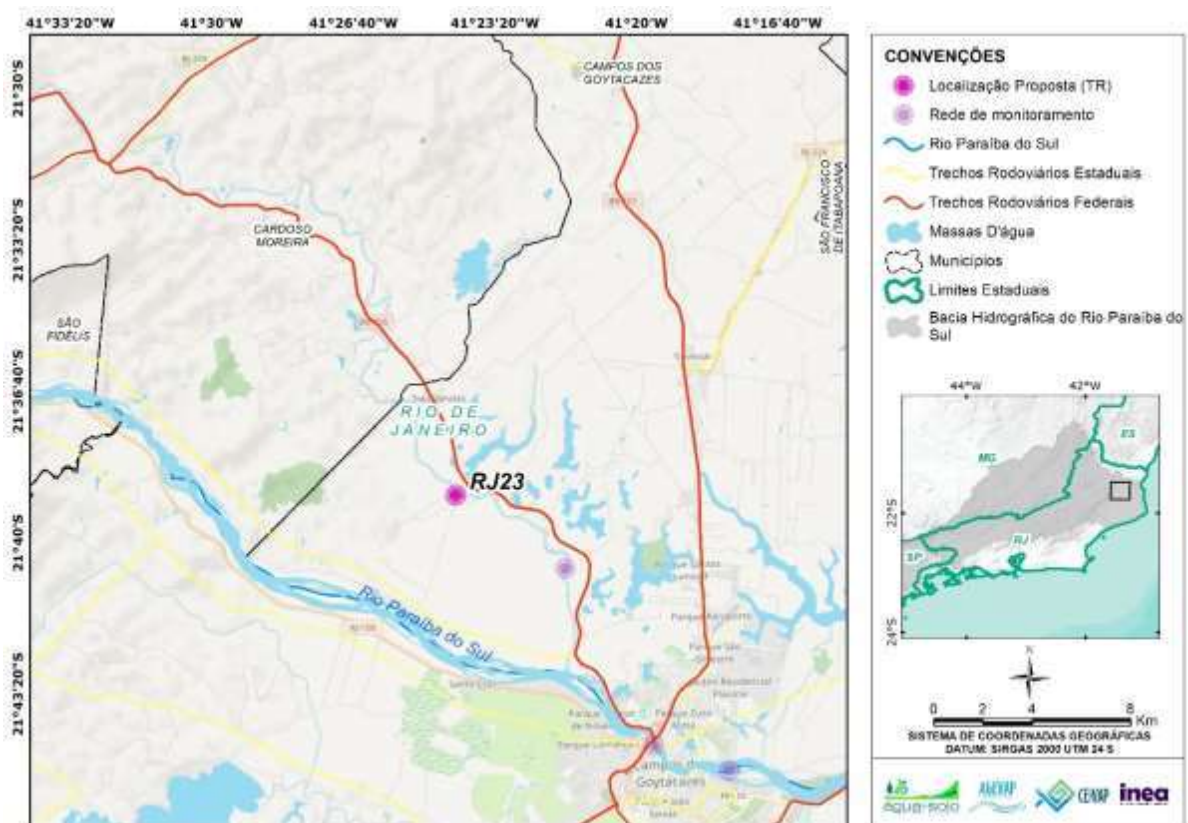 41°33'20"W 41°30'W 41°26'40"W 41°23'20"W 41°20'W 41°16'40"W
21°30'S
21°33'20"S
21°36'40"S
21°40'S
21°43'20"S
CAMPOS DOS
GOYTACAZES
SÃO FRANCISCO
DE ITABAPOANA
CARDOSO
MOREIRA
SÃO
FIDÉLIS
RIO DE
JANEIRO
RJ23
Rio Paraíba do Sul
Campos dos
Goytacazes
CONVENÇÕES
Localização Proposta (TR)
Rede de monitoramento
Rio Paraíba do Sul
Trechos Rodoviários Estaduais
Trechos Rodoviários Federais
Massas D'água
Municípios
Limites Estaduais
Bacia Hidrográfica do Rio Paraíba do
Sul
44°W 42°W
22°S
24°S
MG
ES
RJ
SP
N
0 2 4 8
Km
SISTEMA DE COORDENADAS GEOGRÁFICAS
DATUM: SIRGAS 2000 UTM 24 S
água-solo
AGEVAP
CEIVAP
inea